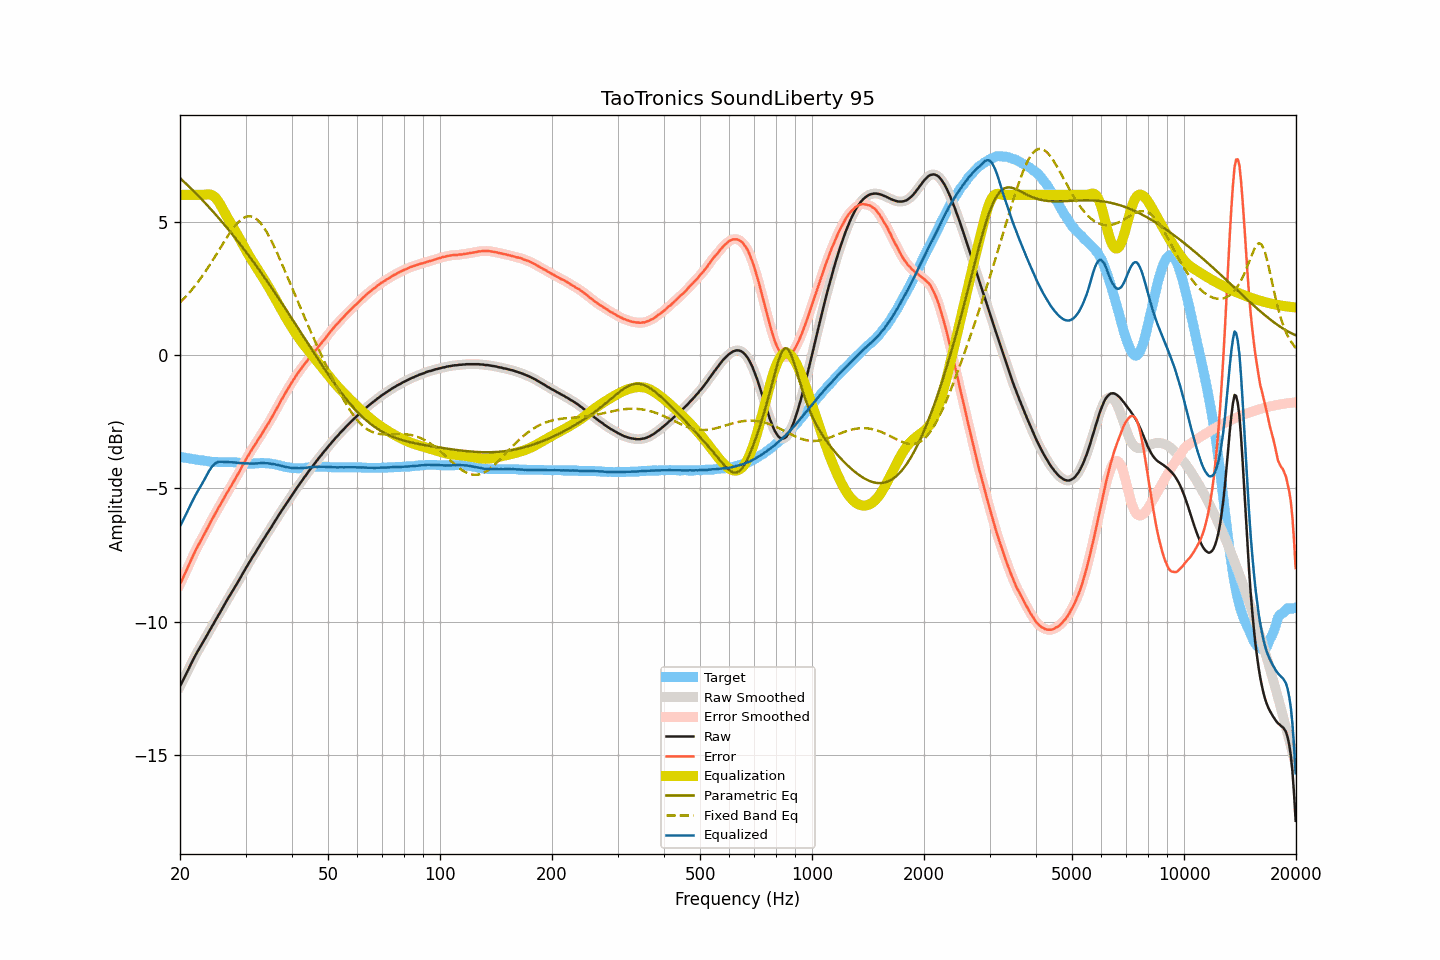 TaoTronics SoundLiberty 95
Amplitude (dBr)
5
0
−5
−10
−15
Target
Raw Smoothed
Error Smoothed
Raw
Error
Equalization
Parametric Eq
Fixed Band Eq
Equalized
20 50 100 200 500 1000 2000 5000 10000 20000
Frequency (Hz)